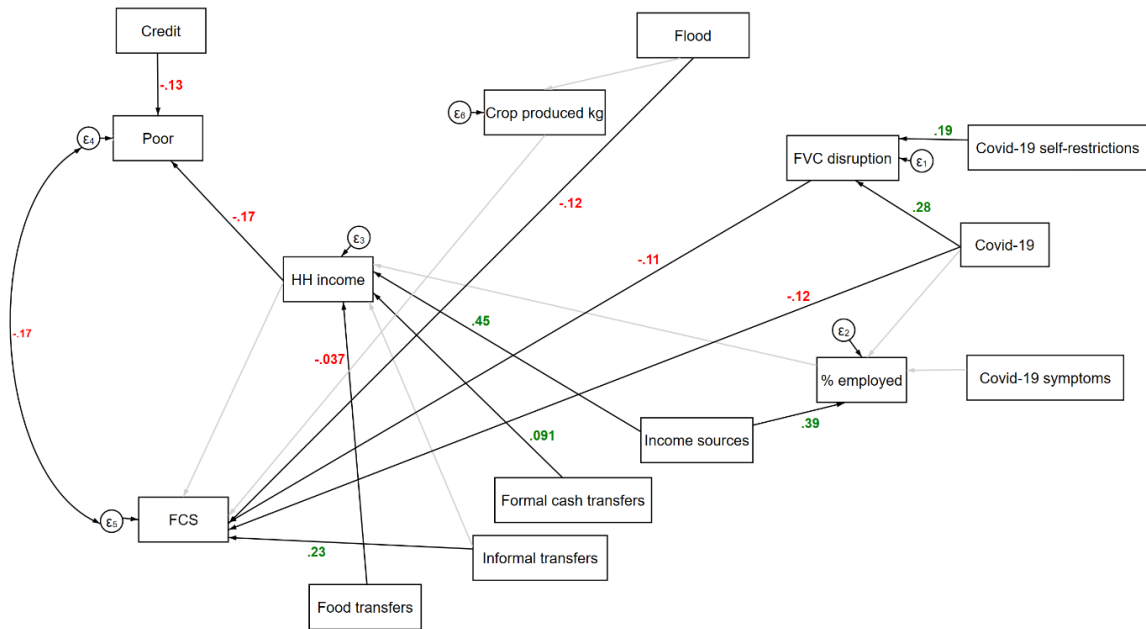 Credit
Flood
-.13
ε4
Poor
ε6
Crop produced kg
.19
Covid-19 self-restrictions
FVC disruption
ε1
-.17
-.12
.28
ε3
Covid-19
HH income
-.11
-.12
.45
-.17
ε2
-.037
% employed
Covid-19 symptoms
.091
Income sources
.39
Formal cash transfers
ε5
FCS
.23
Informal transfers
Food transfers